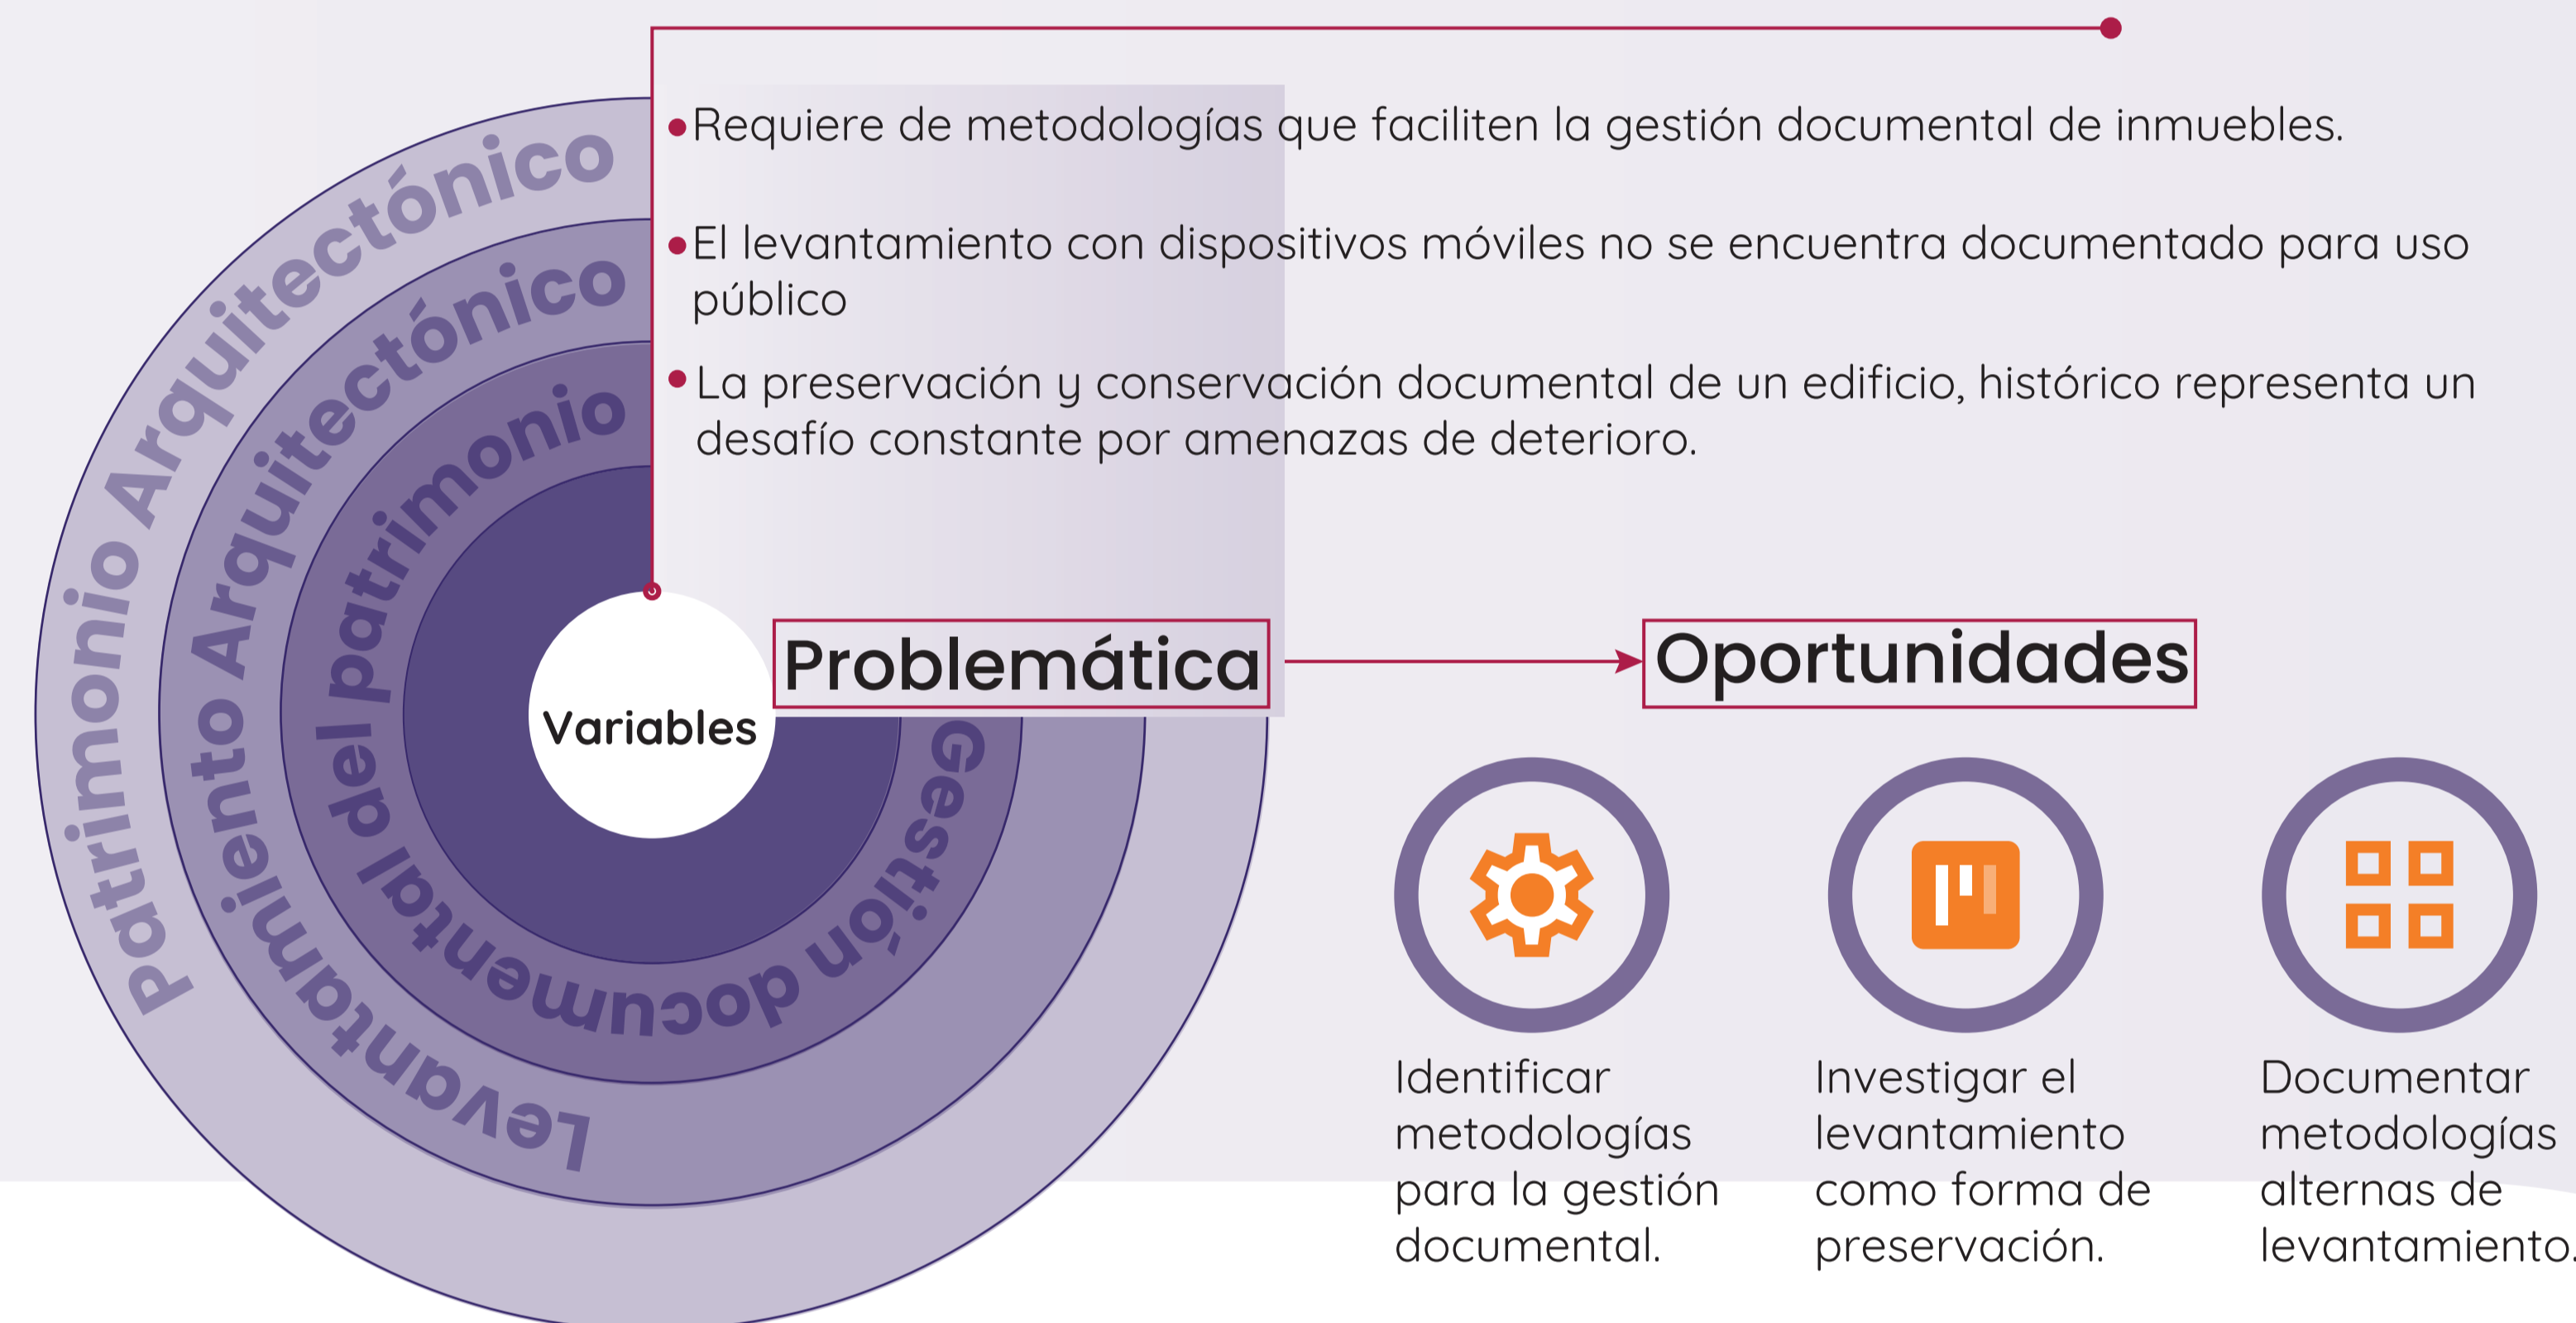 Patrimonio Arquitectónico
Levantamiento Arquitectónico
Gestión documental del patrimonio
Variables
Requiere de metodologías que faciliten la gestión documental de inmuebles.
El levantamiento con dispositivos móviles no se encuentra documentado para uso
público
La preservación y conservación documental de un edificio, histórico representa un
desafío constante por amenazas de deterioro.
Problemática
Oportunidades
Identificar
metodologías
para la gestión
documental.
Investigar el
levantamiento
como forma de
preservación.
Documentar
metodologías
alternas de
levantamiento.